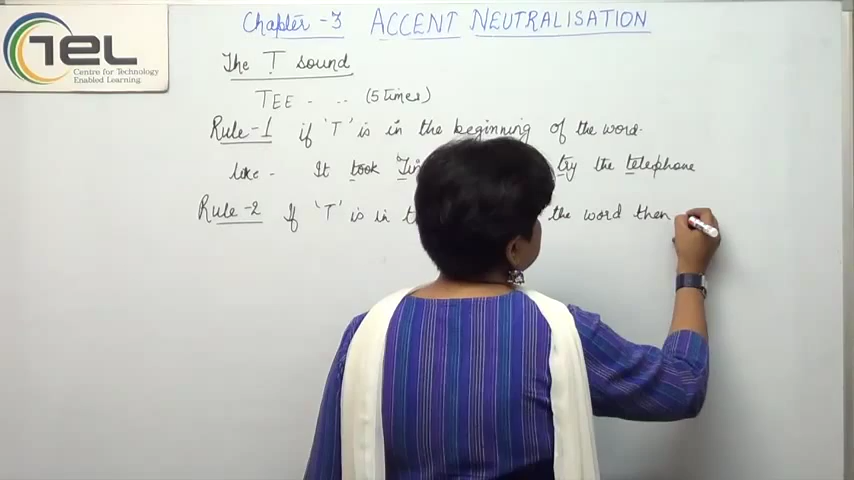 TEL
Centre for Technology
Enabled Learning.
Chapter - 3 ACCENT NEUTRALISATION
The T sound
TEE - .. (5 times)
Rule-1 if 'T' is in the beginning of the word.
like - It took try the telephone
Rule-2 If 'T' is in the word then